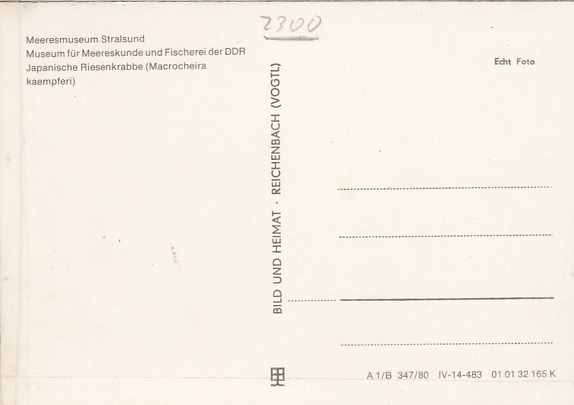 2300
Meeresmuseum Stralsund
Museum für Meereskunde und Fischerei der DDR
Japanische Riesenkrabbe (Macrocheira
kaempferi)
Echt Foto
BILD UND HEIMAT · REICHENBACH (VOGTL)
A 1/B 347/80 IV-14-483 01 01 32 165 K